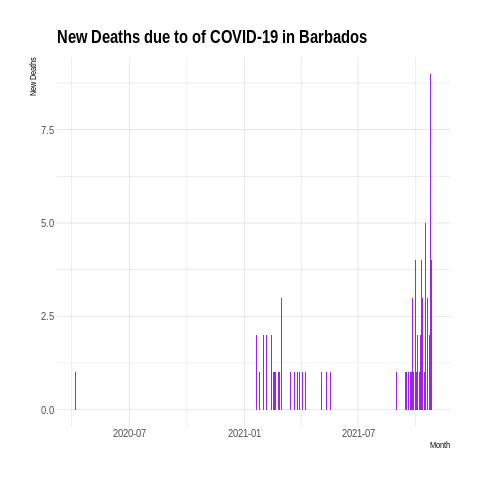 New Deaths due to of COVID-19 in Barbados
New Deaths
7.5
5.0
2.5
0.0
2020-07
2021-01
2021-07
Month